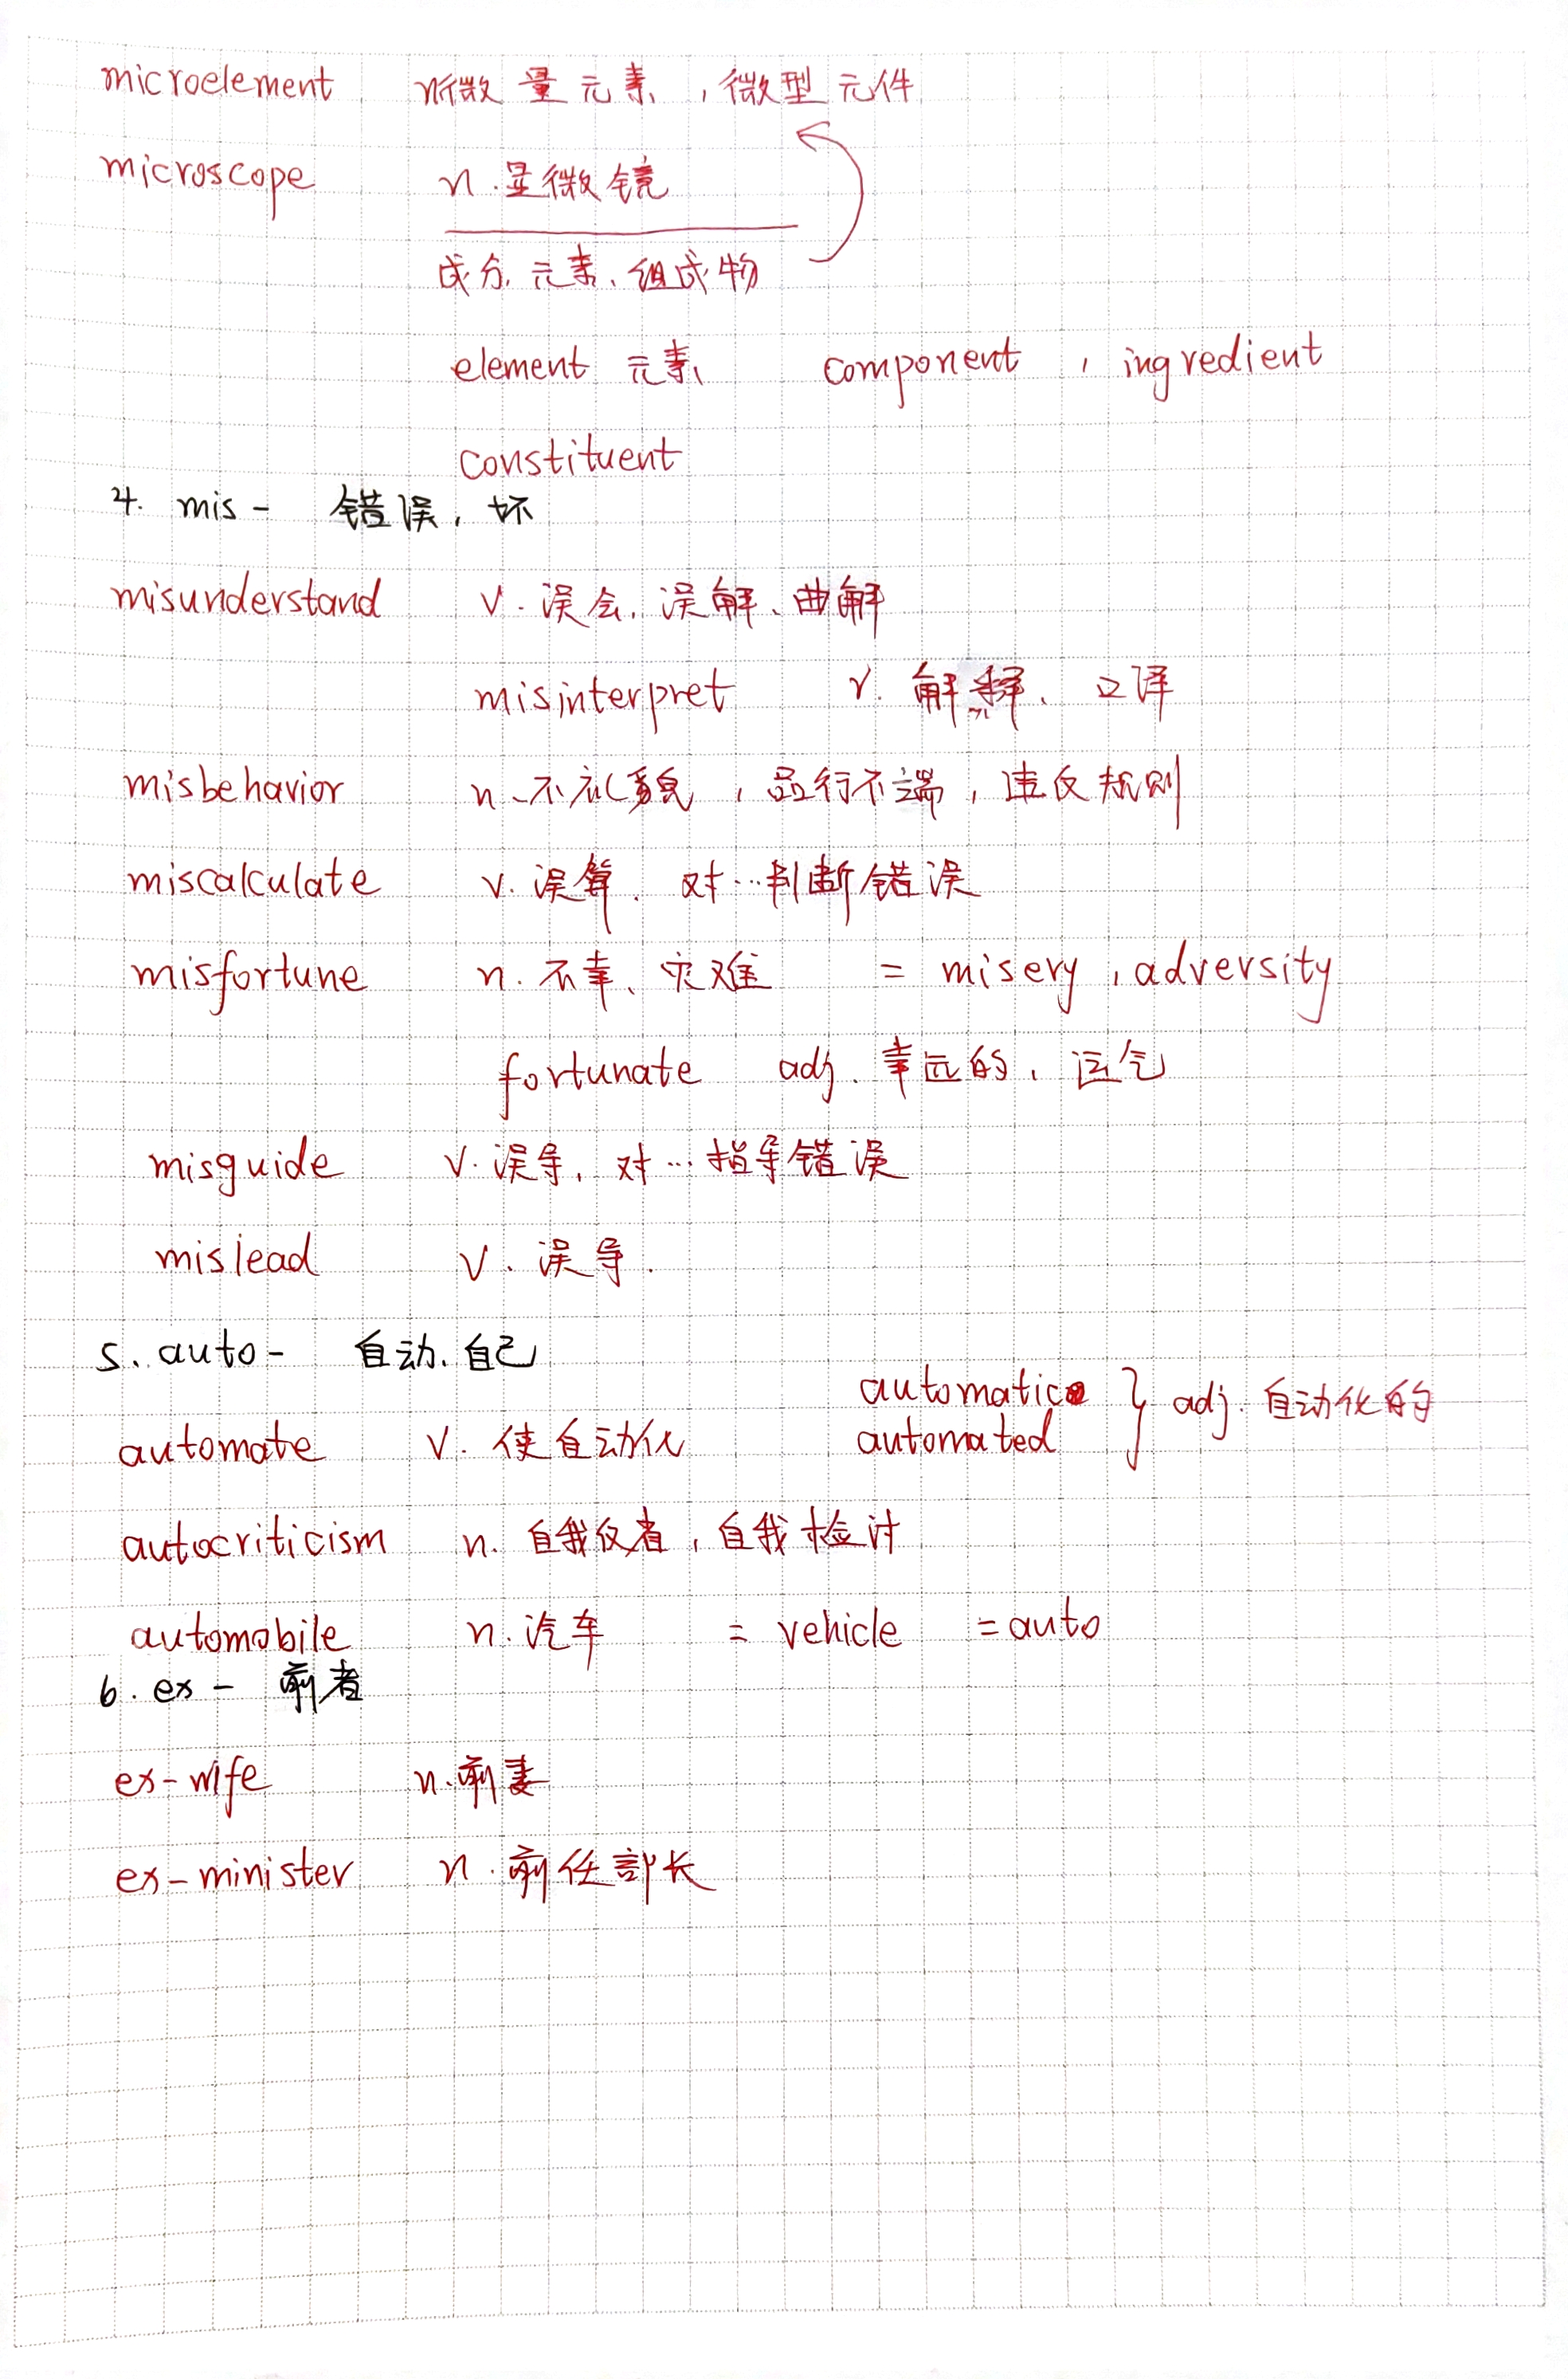 microelement n.微量元素,微型元件
microscope n.显微镜
成分.元素、组成物
element 元素 component , ingredient
constituent
4. mis- 错误,坏
misunderstand v.误会.误解、曲解
misinterpret v.解释、口译
misbehavior n.不礼貌,品行不端,违反规则
miscalculate v.误算.对…判断错误
misfortune n.不幸、灾难 = misery , adversity
fortunate adj.幸运的、运气
misguide v.误导,对…指导错误
mislead v.误导.
5. auto- 自动、自己
automatic
automated } adj.自动化的
automate v.使自动化
autocriticism n.自我,自我检讨
automobile n.汽车 = vehicle = auto
6. ex- 前者
ex-wife n.前妻
ex-minister n.前任部长